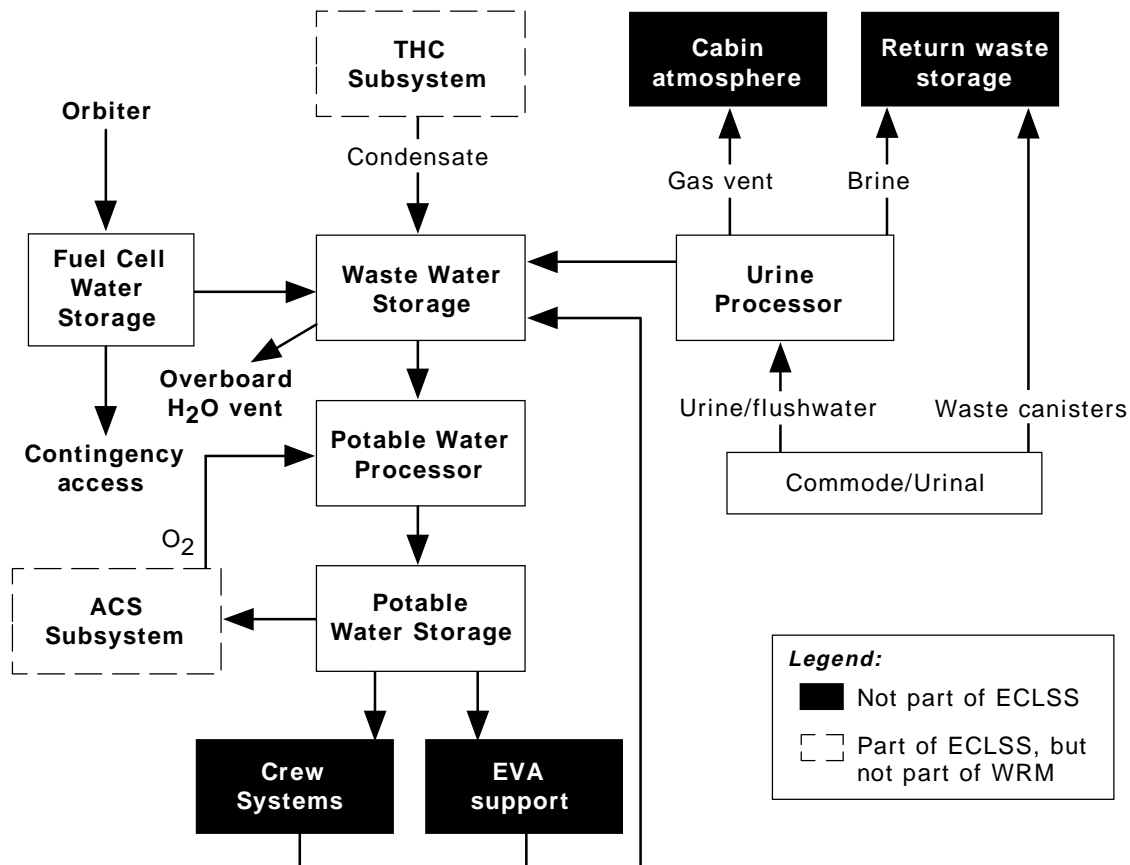 THC
Subsystem
Cabin
atmosphere
Return waste
storage
Orbiter
Condensate
Gas vent
Brine
Fuel Cell
Water
Storage
Waste Water
Storage
Urine
Processor
Overboard
H2O vent
Urine/flushwater
Waste canisters
Contingency
access
Potable Water
Processor
Commode/Urinal
O2
ACS
Subsystem
Potable
Water Storage
Legend:
Not part of ECLSS
Part of ECLSS, but
not part of WRM
Crew
Systems
EVA
support